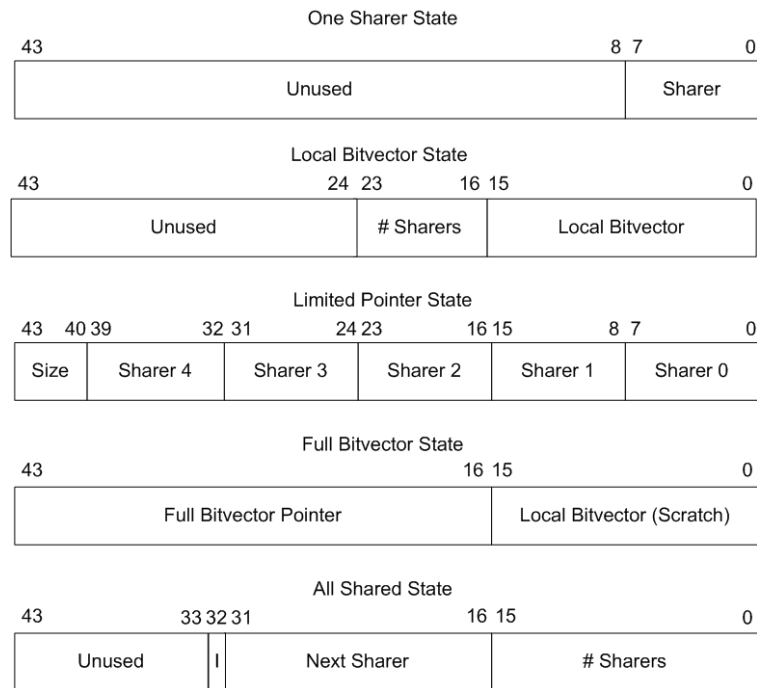 One Sharer State
43 8 7 0
Unused Sharer
Local Bitvector State
43 24 23 16 15 0
Unused # Sharers Local Bitvector
Limited Pointer State
43 40 39 32 31 24 23 16 15 8 7 0
Size Sharer 4 Sharer 3 Sharer 2 Sharer 1 Sharer 0
Full Bitvector State
43 16 15 0
Full Bitvector Pointer Local Bitvector (Scratch)
All Shared State
43 33 32 31 16 15 0
Unused I Next Sharer # Sharers